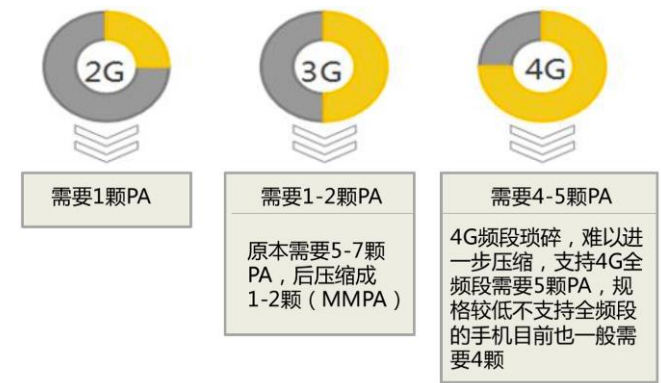 2G
3G
4G
需要1颗PA
需要1-2颗PA
原本需要5-7颗
PA，后压缩成
1-2颗（MMPA）
需要4-5颗PA
4G频段琐碎，难以进
一步压缩，支持4G全
频段需要5颗PA，规
格较低不支持全频段
的手机目前也一般需
要4颗